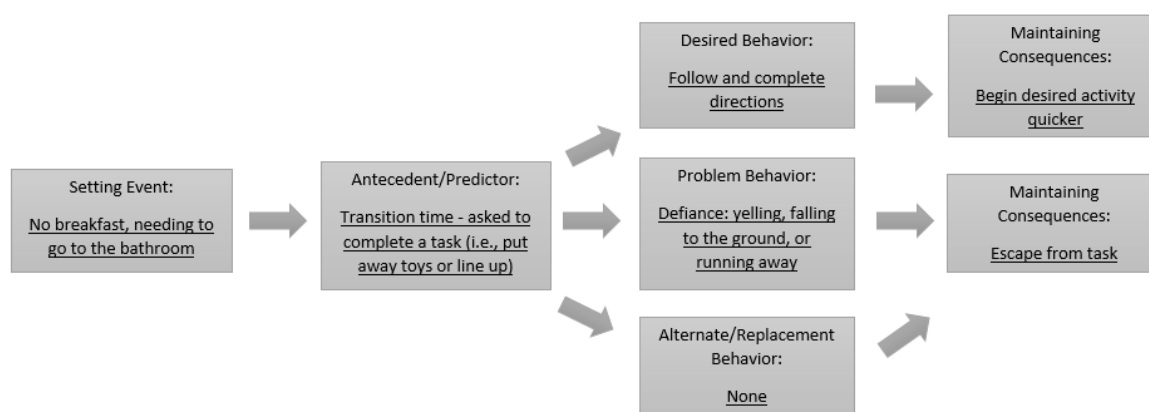 Setting Event:
No breakfast, needing to
go to the bathroom
Antecedent/Predictor:
Transition time - asked to
complete a task (i.e., put
away toys or line up)
Desired Behavior:
Follow and complete
directions
Maintaining
Consequences:
Begin desired activity
quicker
Problem Behavior:
Defiance: yelling, falling
to the ground, or
running away
Maintaining
Consequences:
Escape from task
Alternate/Replacement
Behavior:
None